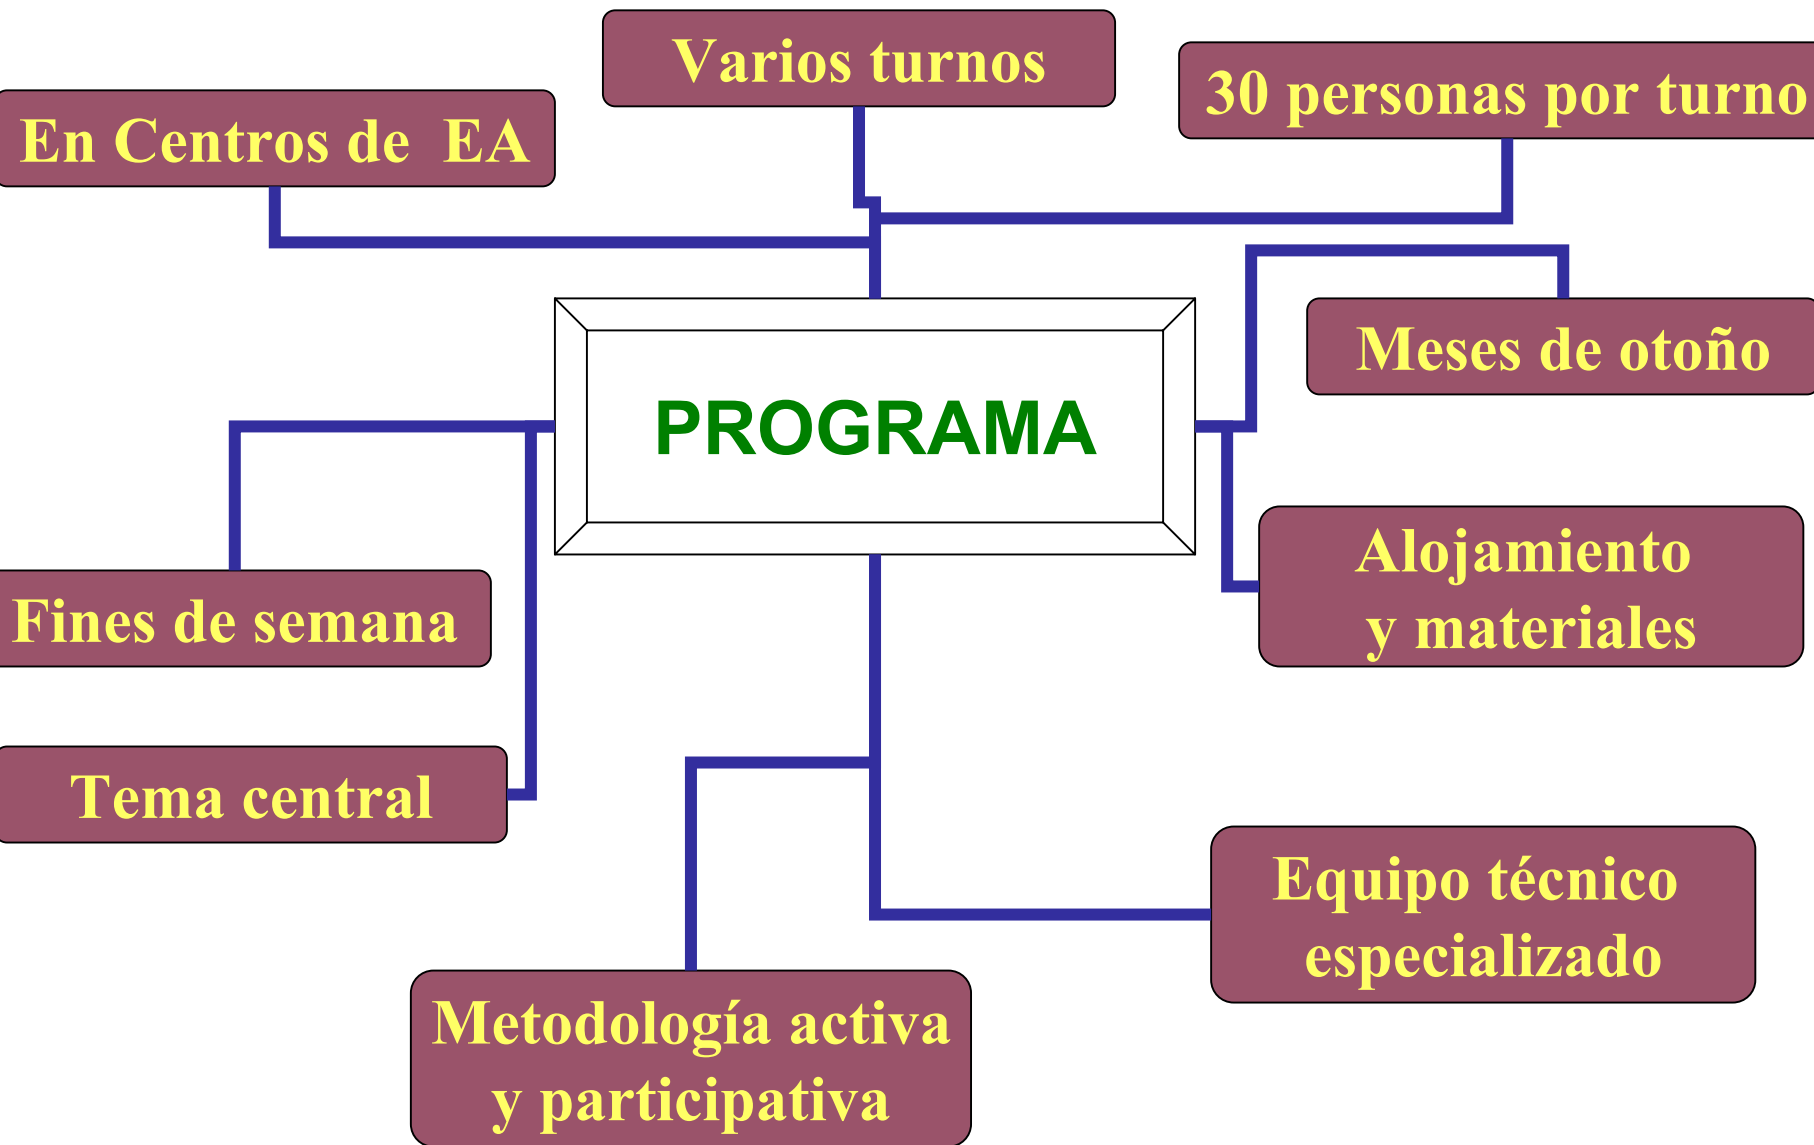 Varios turnos
30 personas por turno
En Centros de EA
Meses de otoño
PROGRAMA
Alojamiento
y materiales
Fines de semana
Tema central
Equipo técnico
especializado
Metodología activa
y participativa